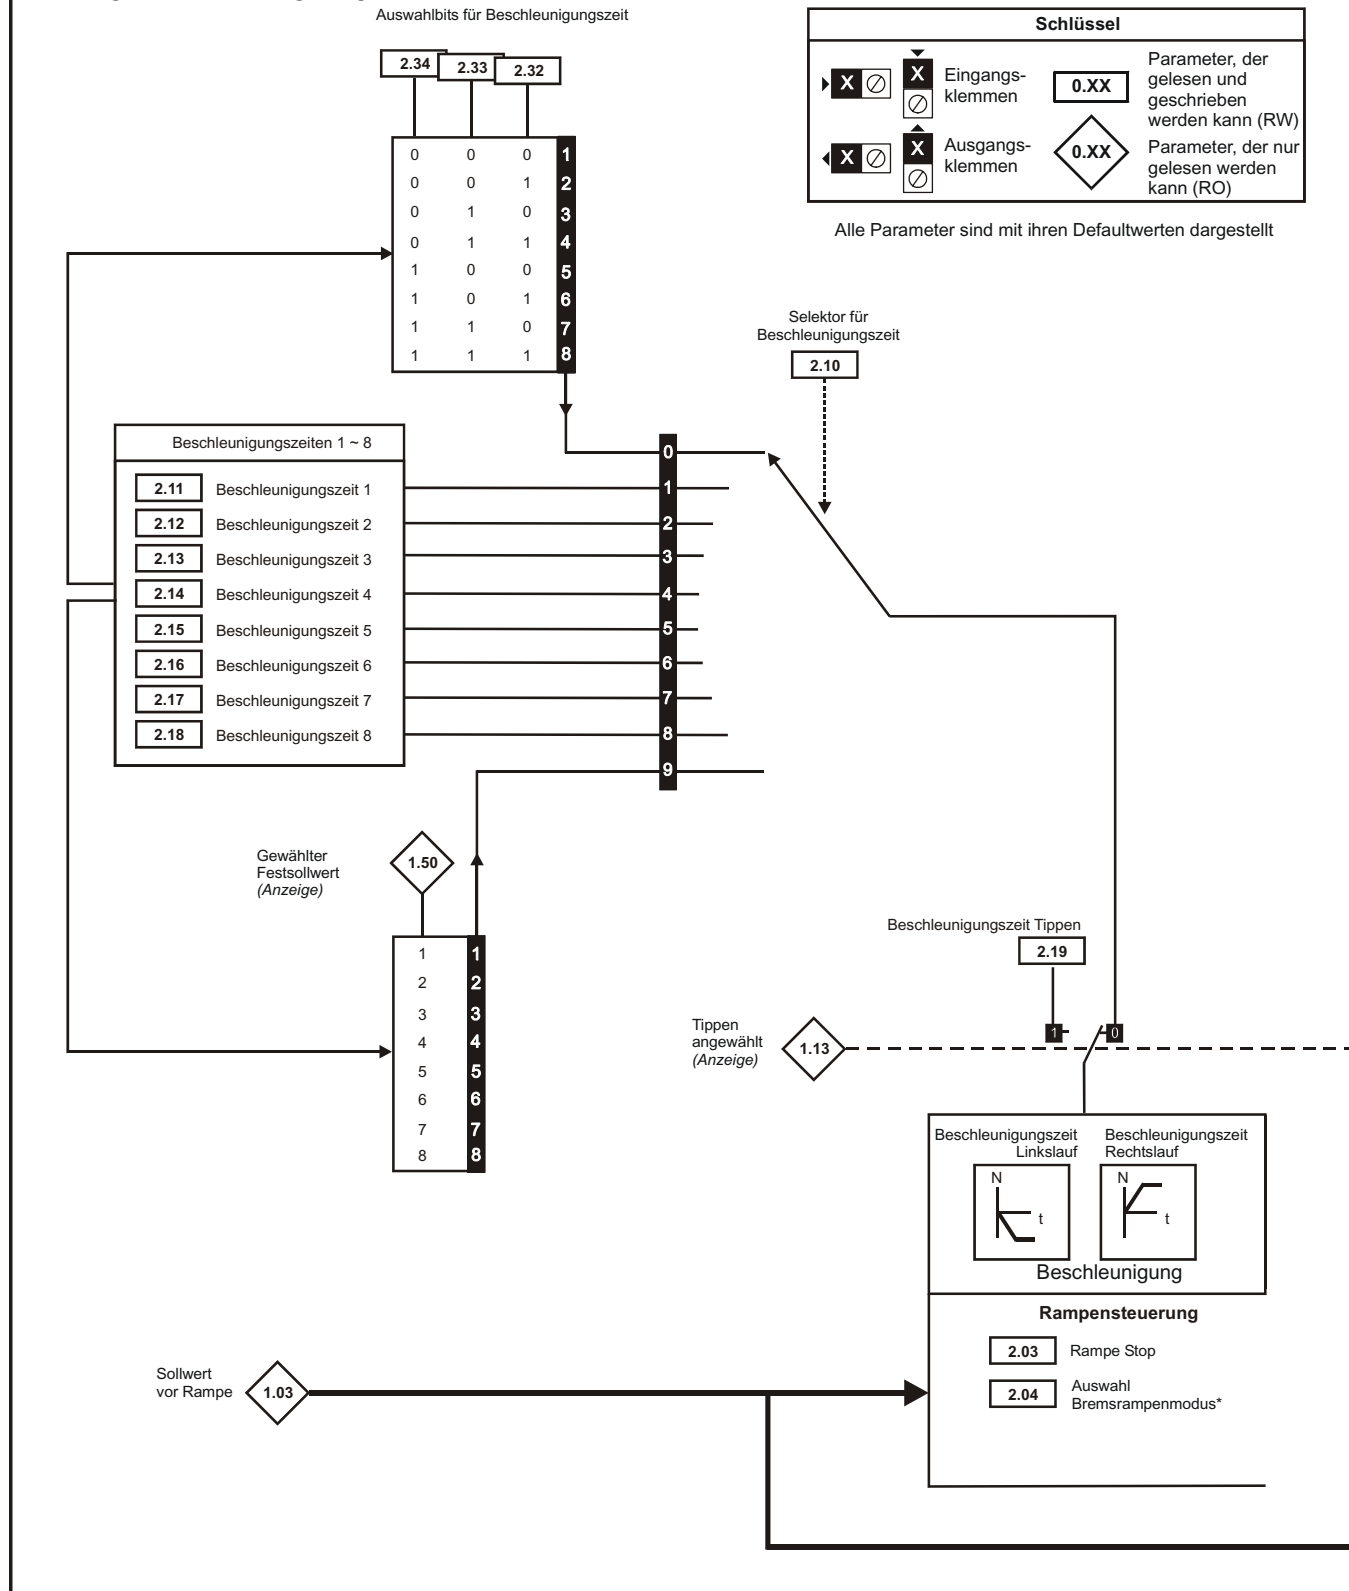 Auswahlbits für Beschleunigungszeit
2.34 2.33 2.32
0 0 0 1
0 0 1 2
0 1 0 3
0 1 1 4
1 0 0 5
1 0 1 6
1 1 0 7
1 1 1 8
Schlüssel
X X
Eingangs-
klemmen
0.XX
Parameter, der
gelesen und
geschrieben
werden kann (RW)
X X
Ausgangs-
klemmen
0.XX
Parameter, der nur
gelesen werden
kann (RO)
Alle Parameter sind mit ihren Defaultwerten dargestellt
Selektor für
Beschleunigungszeit
2.10
Beschleunigungszeiten 1 ~ 8
2.11 Beschleunigungszeit 1
2.12 Beschleunigungszeit 2
2.13 Beschleunigungszeit 3
2.14 Beschleunigungszeit 4
2.15 Beschleunigungszeit 5
2.16 Beschleunigungszeit 6
2.17 Beschleunigungszeit 7
2.18 Beschleunigungszeit 8
0
1
2
3
4
5
6
7
8
9
Gewählter
Festsollwert
(Anzeige)
1.50
1 1
2 2
3 3
4 4
5 5
6 6
7 7
8 8
Beschleunigungszeit Tippen
2.19
1 0
Tippen
angewählt
(Anzeige)
1.13
Beschleunigungszeit
Linkslauf
N
t
Beschleunigungszeit
Rechtslauf
N
t
Beschleunigung
Rampensteuerung
2.03 Rampe Stop
2.04 Auswahl
Bremsrampenmodus*
Sollwert
vor Rampe
1.03